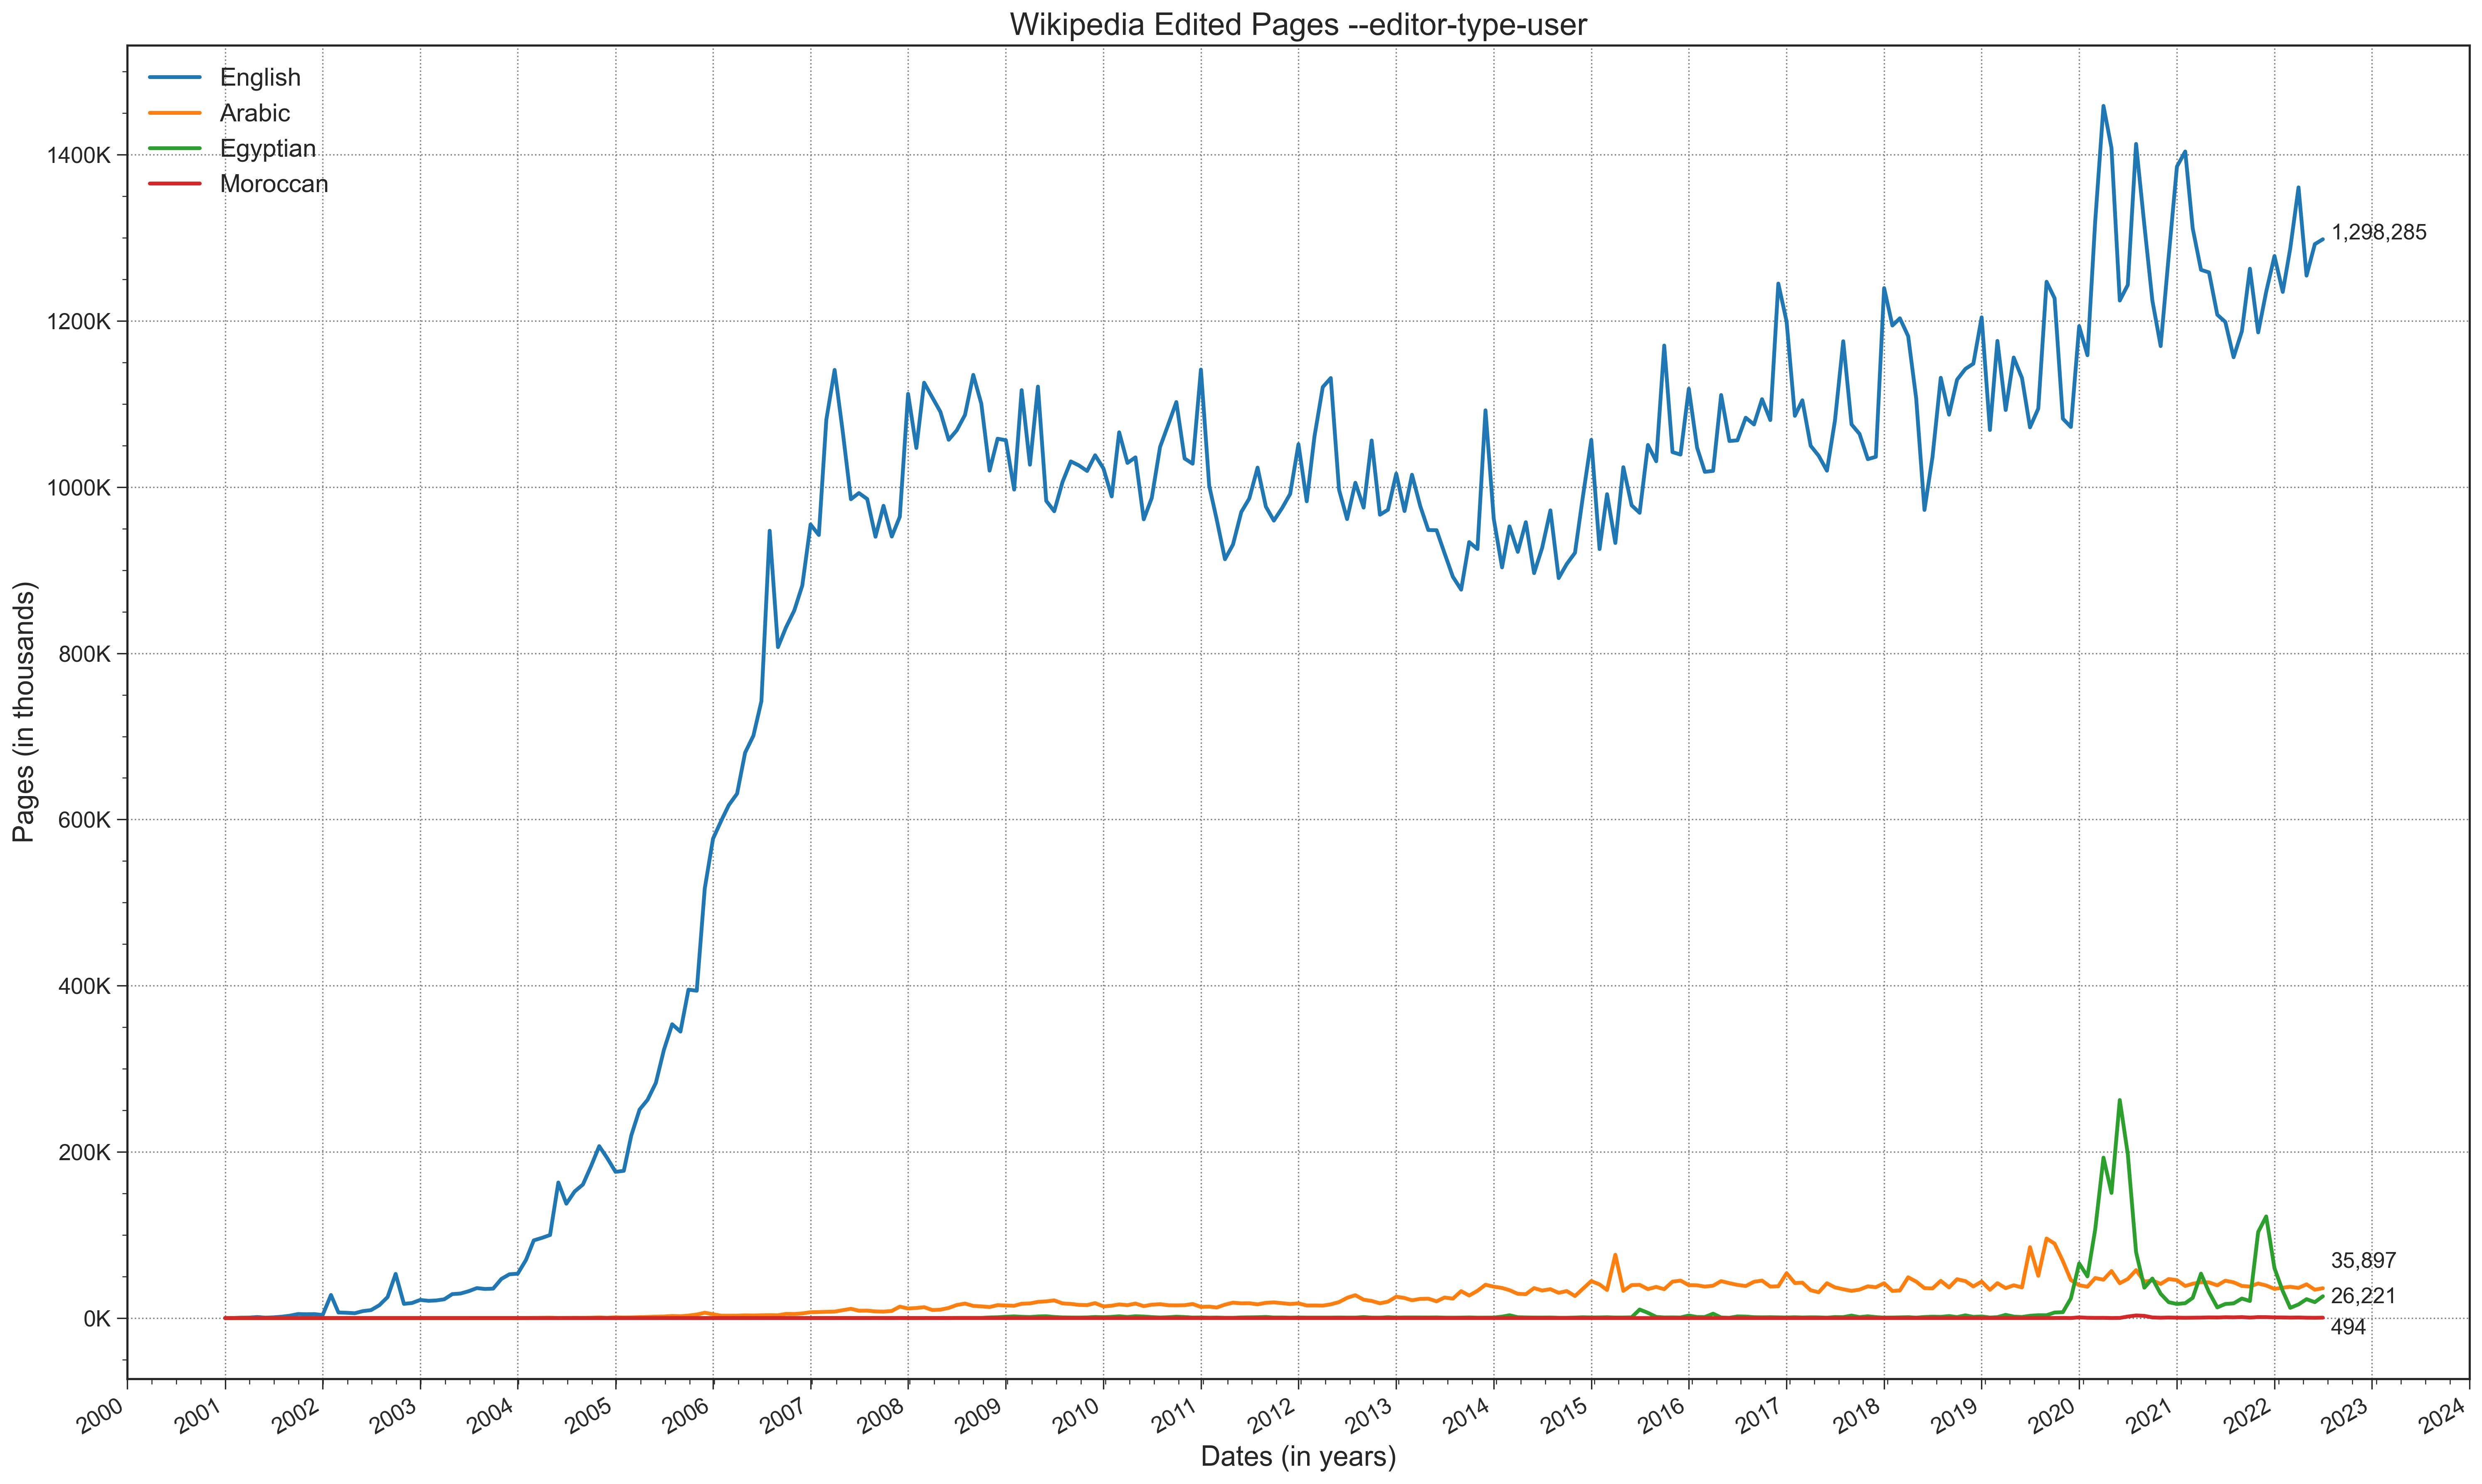 Wikipedia Edited Pages --editor-type-user
English
Arabic
Egyptian
Moroccan
1400K
1200K
1000K
800K
600K
400K
200K
0K
Pages (in thousands)
1,298,285
35,897
26,221
494
2000 2001 2002 2003 2004 2005 2006 2007 2008 2009 2010 2011 2012 2013 2014 2015 2016 2017 2018 2019 2020 2021 2022 2023 2024
Dates (in years)